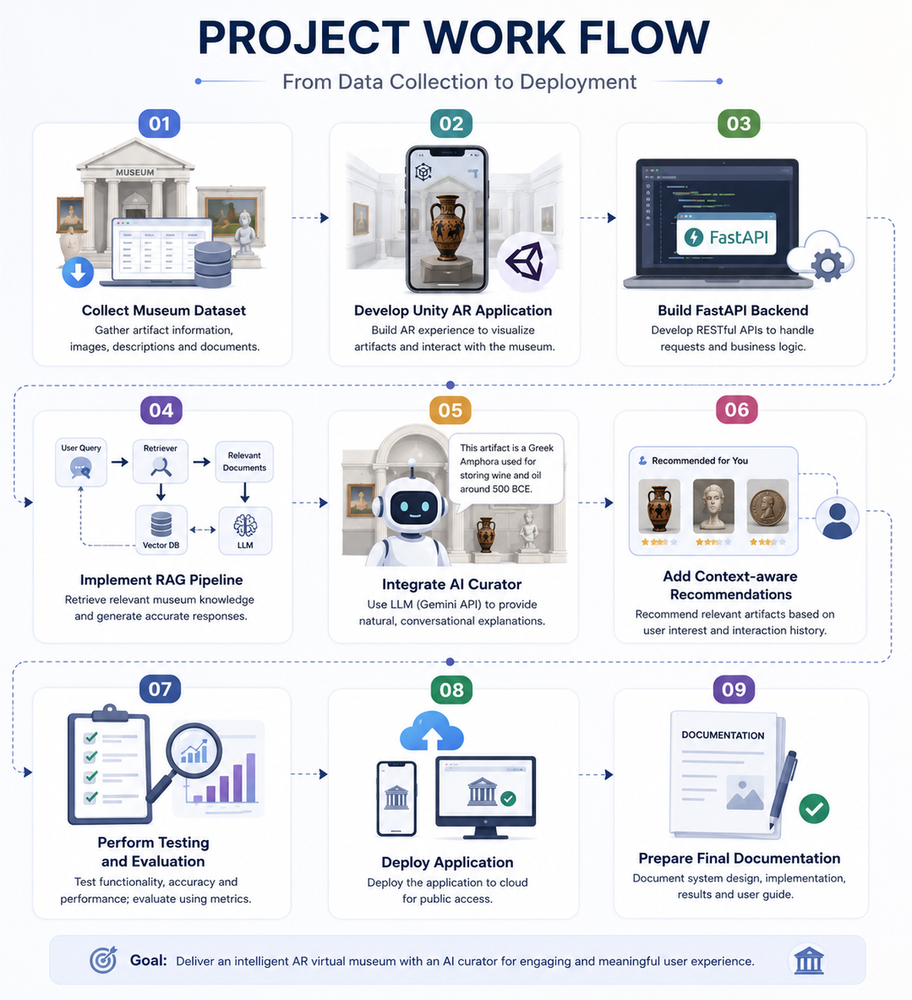 PROJECT WORK FLOW
From Data Collection to Deployment
01
MUSEUM
Collect Museum Dataset
Gather artifact information,
images, descriptions and documents.
02
Develop Unity AR Application
Build AR experience to visualize
artifacts and interact with the museum.
03
FastAPI
Build FastAPI Backend
Develop RESTful APIs to handle
requests and business logic.
04
User Query
Retriever
Relevant
Documents
Vector DB
LLM
Implement RAG Pipeline
Retrieve relevant museum knowledge
and generate accurate responses.
05
This artifact is a Greek
Amphora used for
storing wine and oil
around 500 BCE.
Integrate AI Curator
Use LLM (Gemini API) to provide
natural, conversational explanations.
06
Recommended for You
Add Context-aware
Recommendations
Recommend relevant artifacts based on
user interest and interaction history.
07
Perform Testing
and Evaluation
Test functionality, accuracy and
performance; evaluate using metrics.
08
Deploy Application
Deploy the application to cloud
for public access.
09
DOCUMENTATION
Prepare Final Documentation
Document system design, implementation,
results and user guide.
Goal: Deliver an intelligent AR virtual museum with an AI curator for engaging and meaningful user experience.